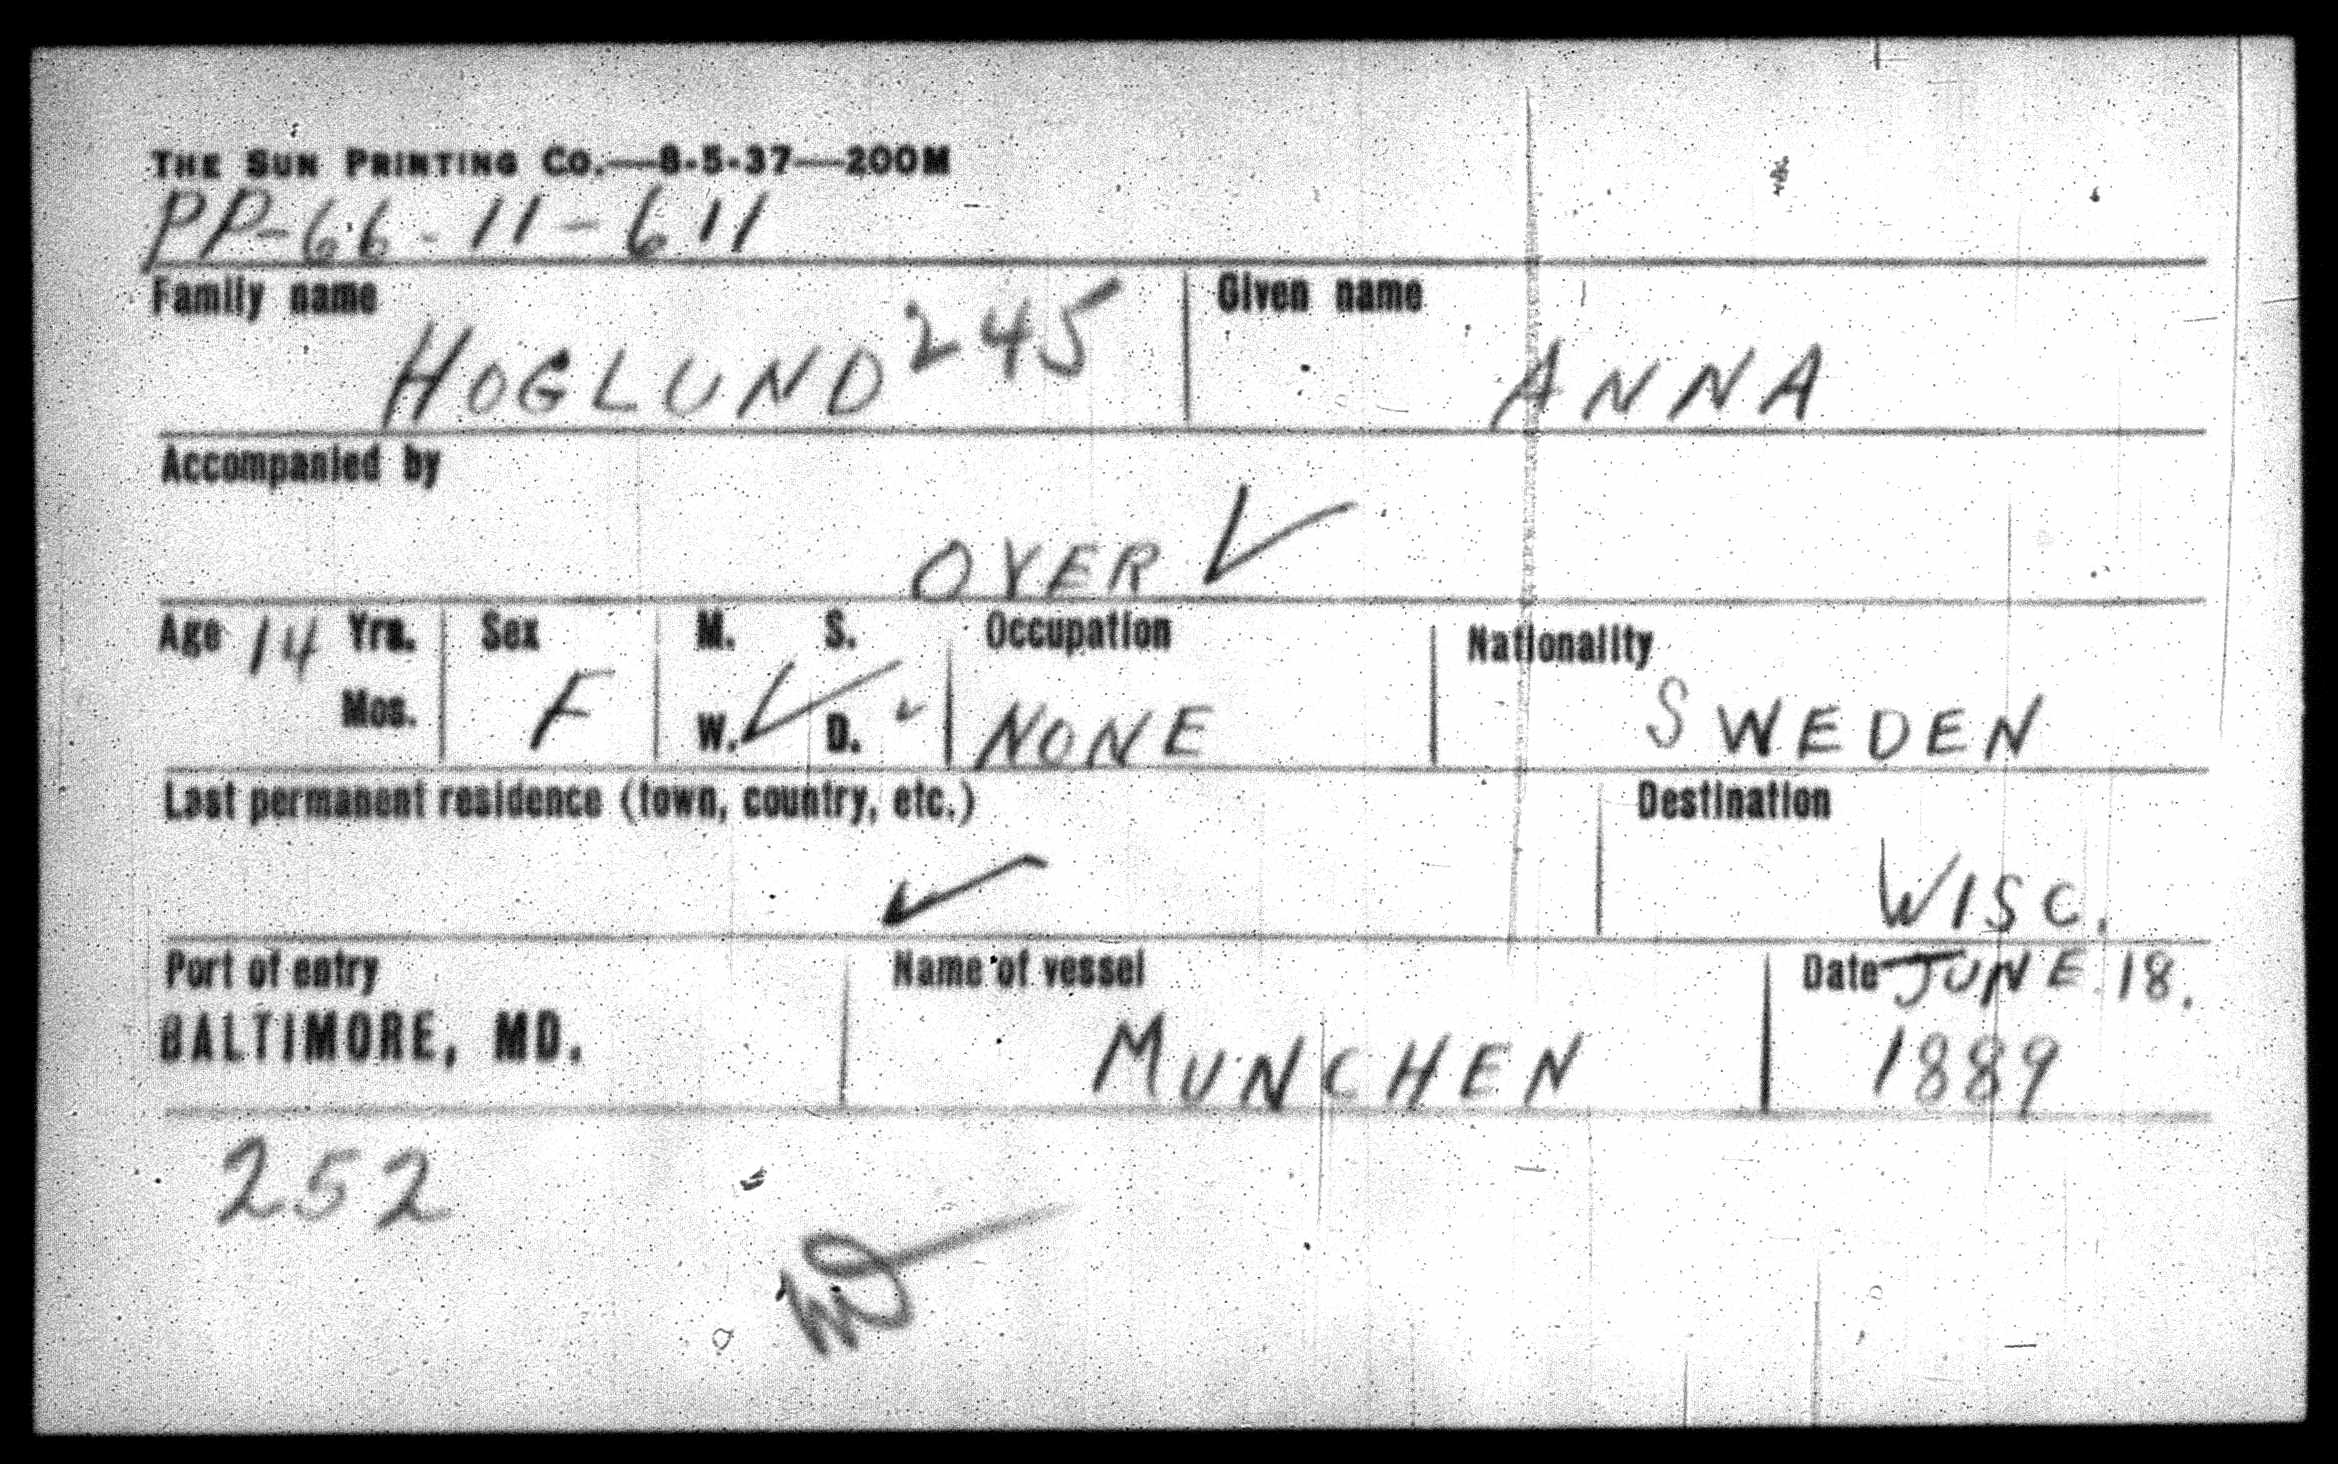 THE SUN PRINTING CO.—8-5-37—200M
PP-66-11-611
Family name
HOGLUND 245
Given name
ANNA
Accompanied by
OVER ✓
Age 14 Yrs.
Mos.
Sex
F
M. S.
W. ✓ D. ✓
Occupation
NONE
Nationality
SWEDEN
Last permanent residence (town, country, etc.)
✓
Destination
WISC.
Port of entry
BALTIMORE, MD.
Name of vessel
MUNCHEN
Date JUNE 18,
1889
252